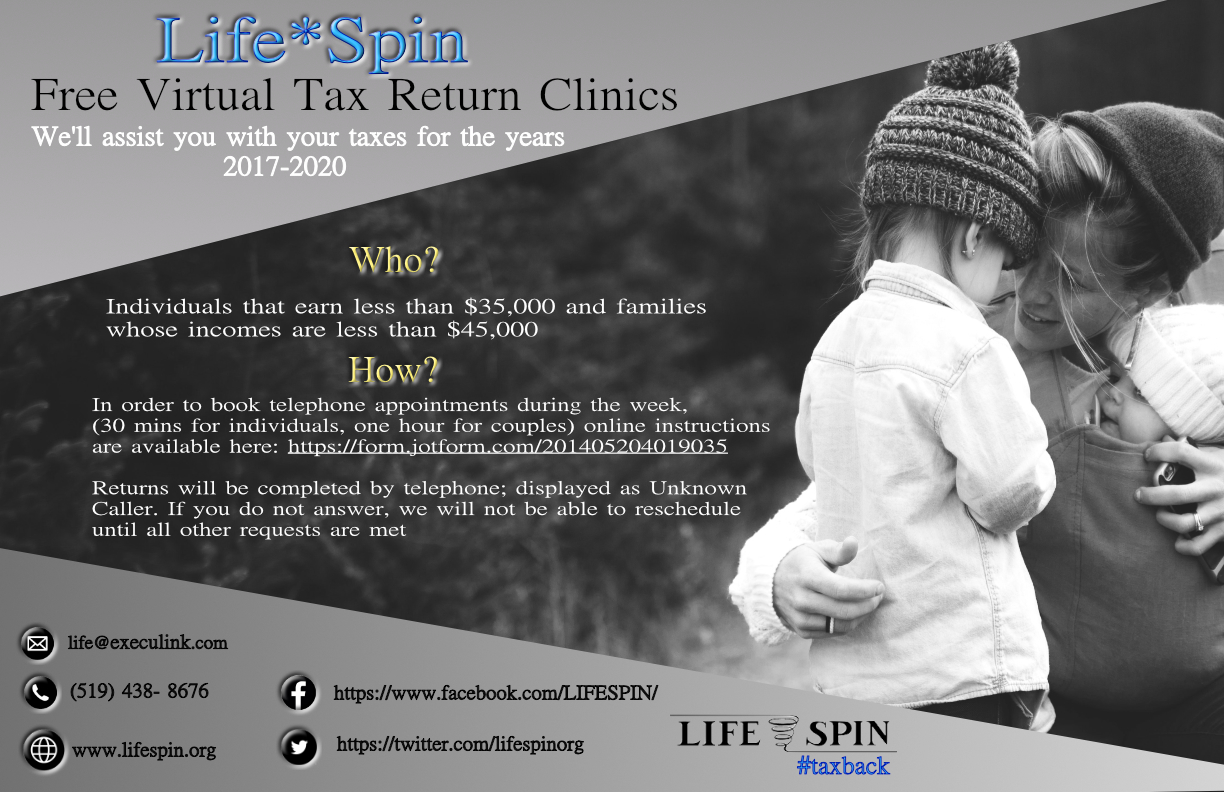 Life*Spin
Free Virtual Tax Return Clinics
We'll assist you with your taxes for the years
2017-2020
Who?
Individuals that earn less than $35,000 and families
whose incomes are less than $45,000
How?
In order to book telephone appointments during the week,
(30 mins for individuals, one hour for couples) online instructions
are available here: https://form.jotform.com/201405204019035
Returns will be completed by telephone; displayed as Unknown
Caller. If you do not answer, we will not be able to reschedule
until all other requests are met
life@execulink.com
(519) 438- 8676
www.lifespin.org
https://www.facebook.com/LIFESPIN/
https://twitter.com/lifespinorg
LIFE SPIN
#taxback